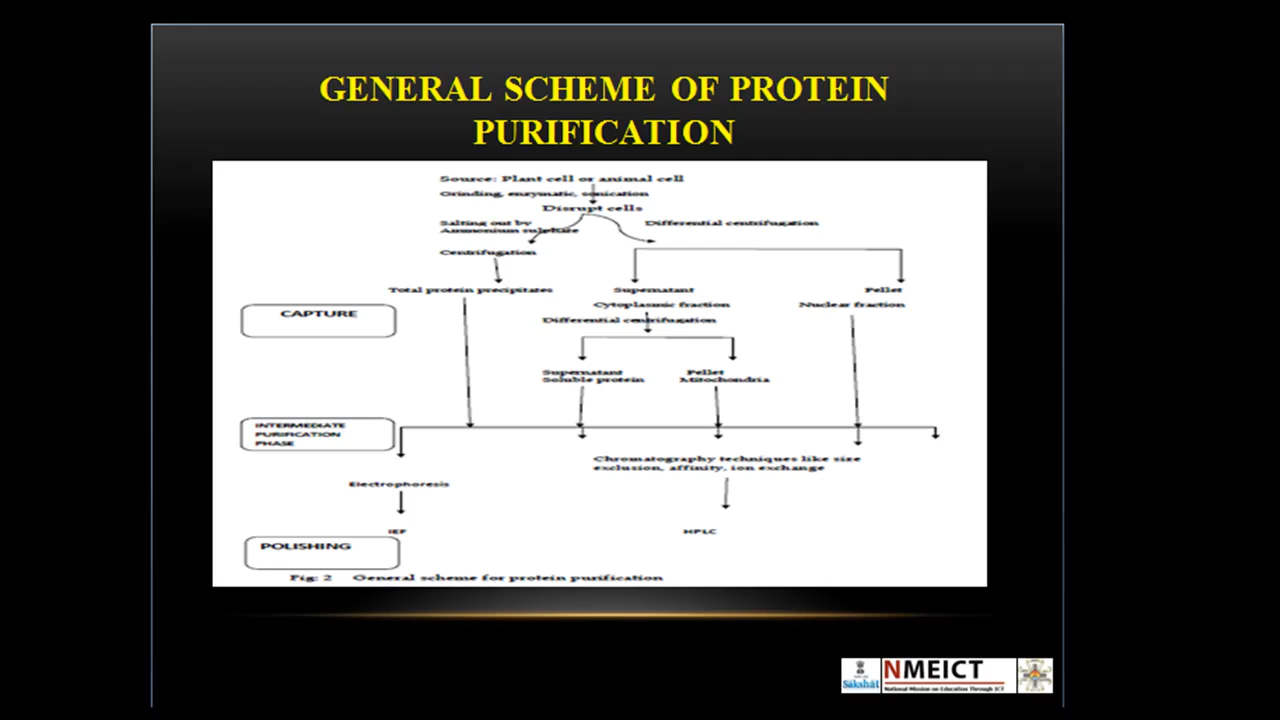 GENERAL SCHEME OF PROTEIN
PURIFICATION
Source: Plant cell or animal cell
Grinding, enzymatic, sonication
Disrupt cells
Salting out by
Ammonium sulphate
Differential centrifugation
Centrifugation
Total protein precipitates
Supernatant
Pellet
Cytoplasmic fraction
Nuclear fraction
CAPTURE
Differential centrifugation
Supernatant
Soluble protein
Pellet
Mitochondria
INTERMEDIATE
PURIFICATION
PHASE
Chromatography techniques like size
exclusion, affinity, ion exchange
Electrophoresis
IEF
HPLC
POLISHING
Fig: 2 General scheme for protein purification
Sakshat
NMEICT
National Mission on Education Through ICT